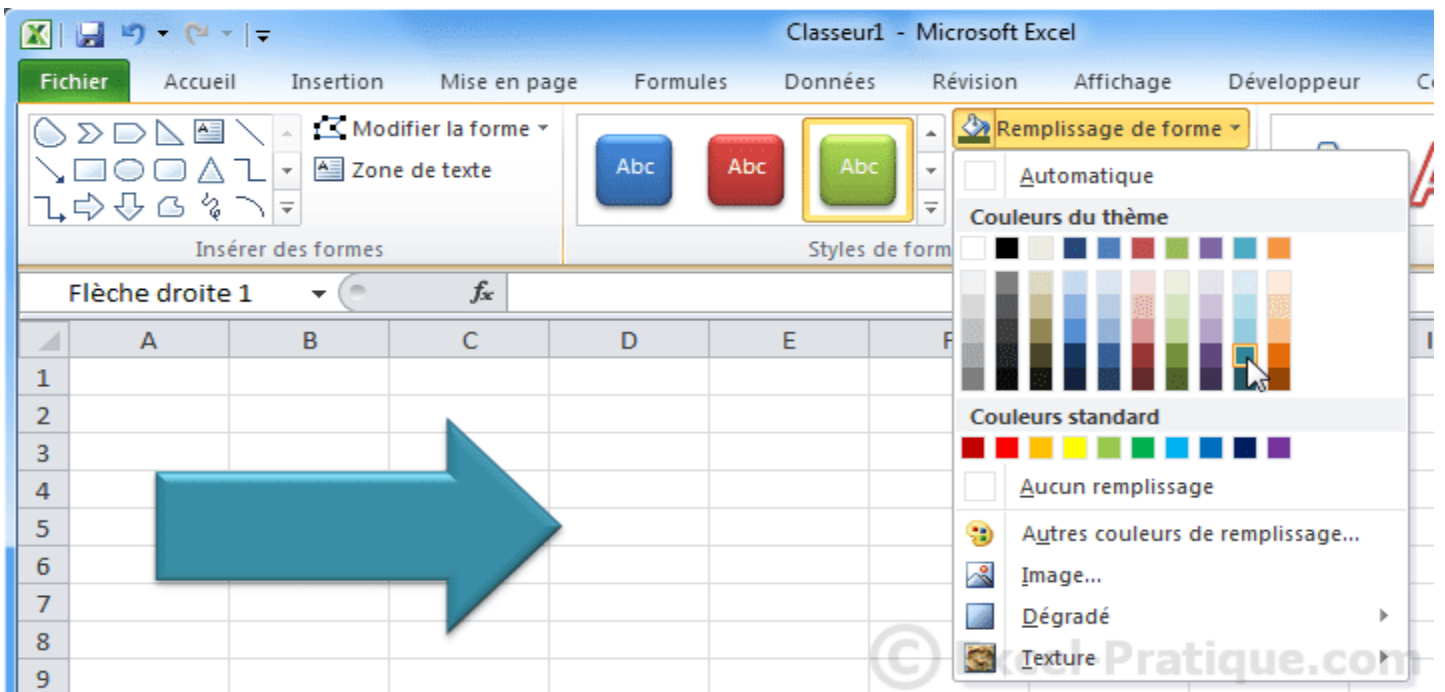 Classeur1 - Microsoft Excel
Fichier Accueil Insertion Mise en page Formules Données Révision Affichage Développeur
Modifier la forme
Zone de texte
Abc Abc Abc
Remplissage de forme
Insérer des formes
Styles de form
Automatique
Couleurs du thème
Couleurs standard
Aucun remplissage
Autres couleurs de remplissage...
Image...
Dégradé
Texture
Flèche droite 1 fx
A B C D E F I
1
2
3
4
5
6
7
8
9
© Excel-Pratique.com